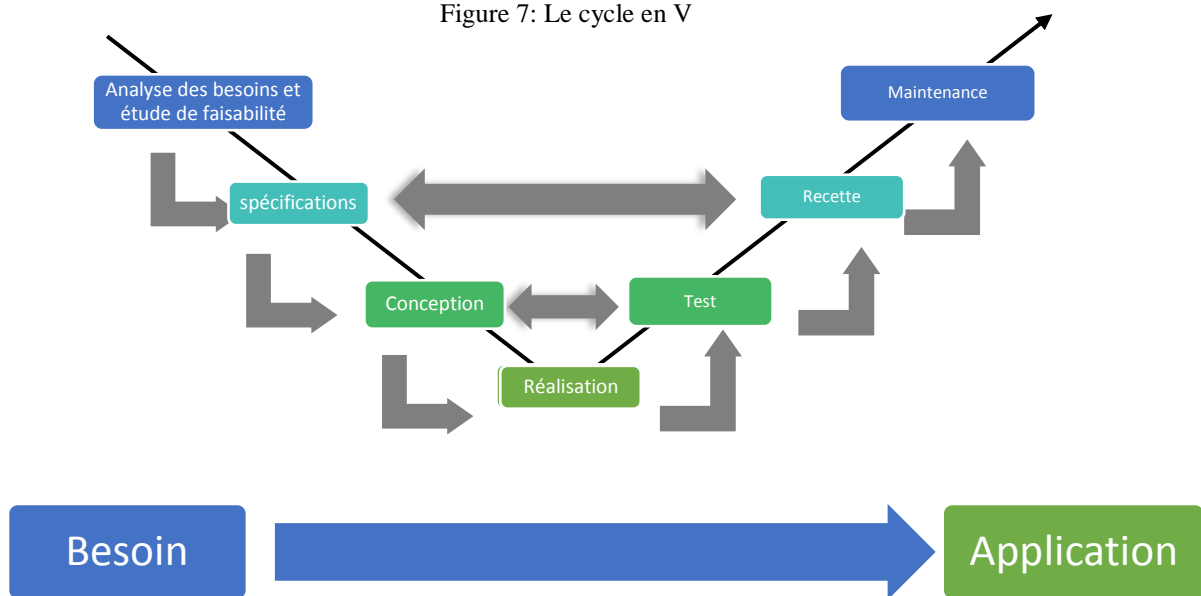 Figure 7: Le cycle en V
Analyse des besoins et
étude de faisabilité
Maintenance
spécifications
Recette
Conception
Test
Réalisation
Besoin
Application